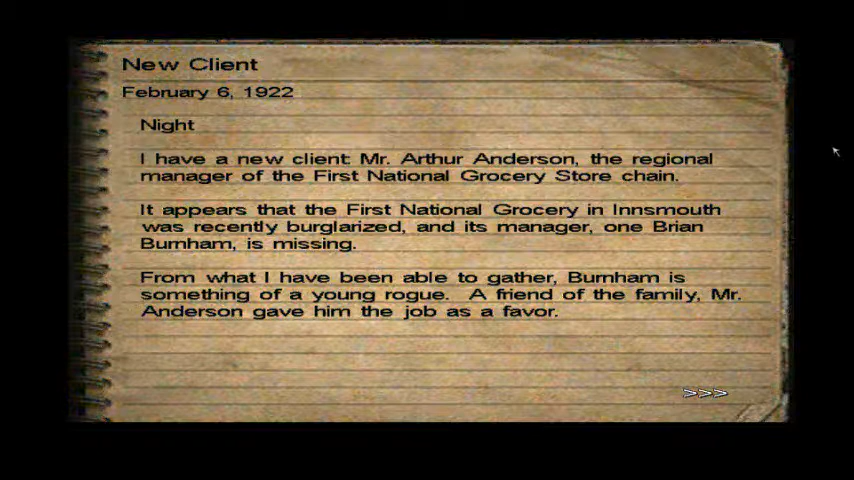 New Client
February 6, 1922
Night
I have a new client: Mr. Arthur Anderson, the regional
manager of the First National Grocery Store chain.
It appears that the First National Grocery in Innsmouth
was recently burglarized, and its manager, one Brian
Burnham, is missing.
From what I have been able to gather, Burnham is
something of a young rogue. A friend of the family, Mr.
Anderson gave him the job as a favor.
>>>